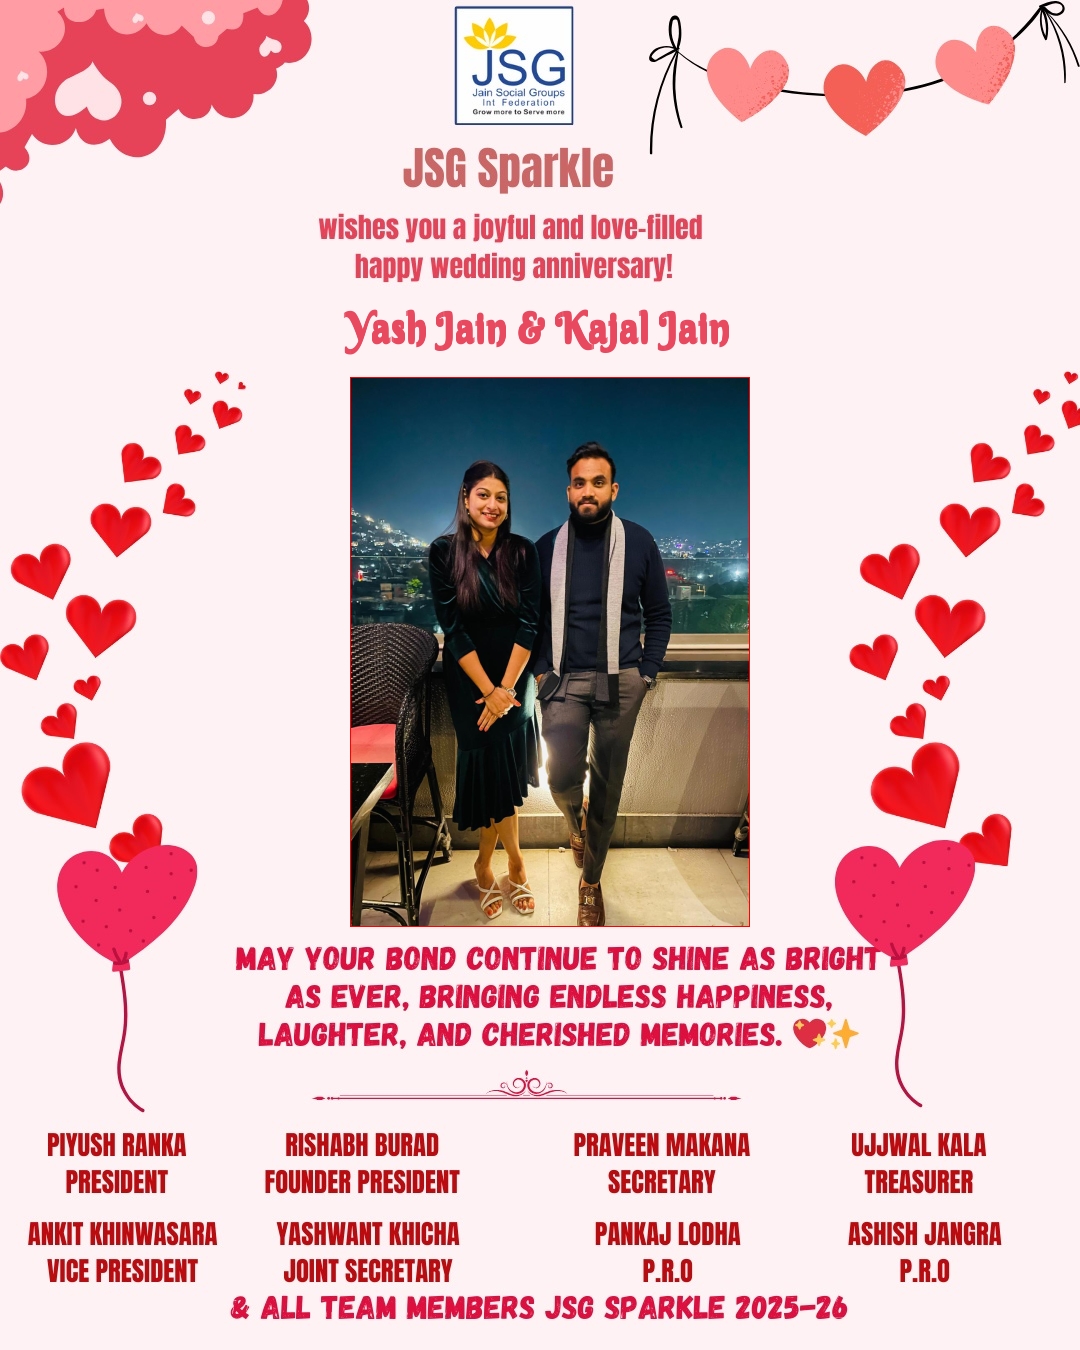 JSG
Jain Social Groups
Int Federation
Grow more to Serve more
JSG Sparkle
wishes you a joyful and love-filled
happy wedding anniversary!
Yash Jain & Kajal Jain
MAY YOUR BOND CONTINUE TO SHINE AS BRIGHT
AS EVER, BRINGING ENDLESS HAPPINESS,
LAUGHTER, AND CHERISHED MEMORIES. 💖✨
PIYUSH RANKA
PRESIDENT
RISHABH BURAD
FOUNDER PRESIDENT
PRAVEEN MAKANA
SECRETARY
UJJWAL KALA
TREASURER
ANKIT KHINWASARA
VICE PRESIDENT
YASHWANT KHICHA
JOINT SECRETARY
PANKAJ LODHA
P.R.O
ASHISH JANGRA
P.R.O
& ALL TEAM MEMBERS JSG SPARKLE 2025-26